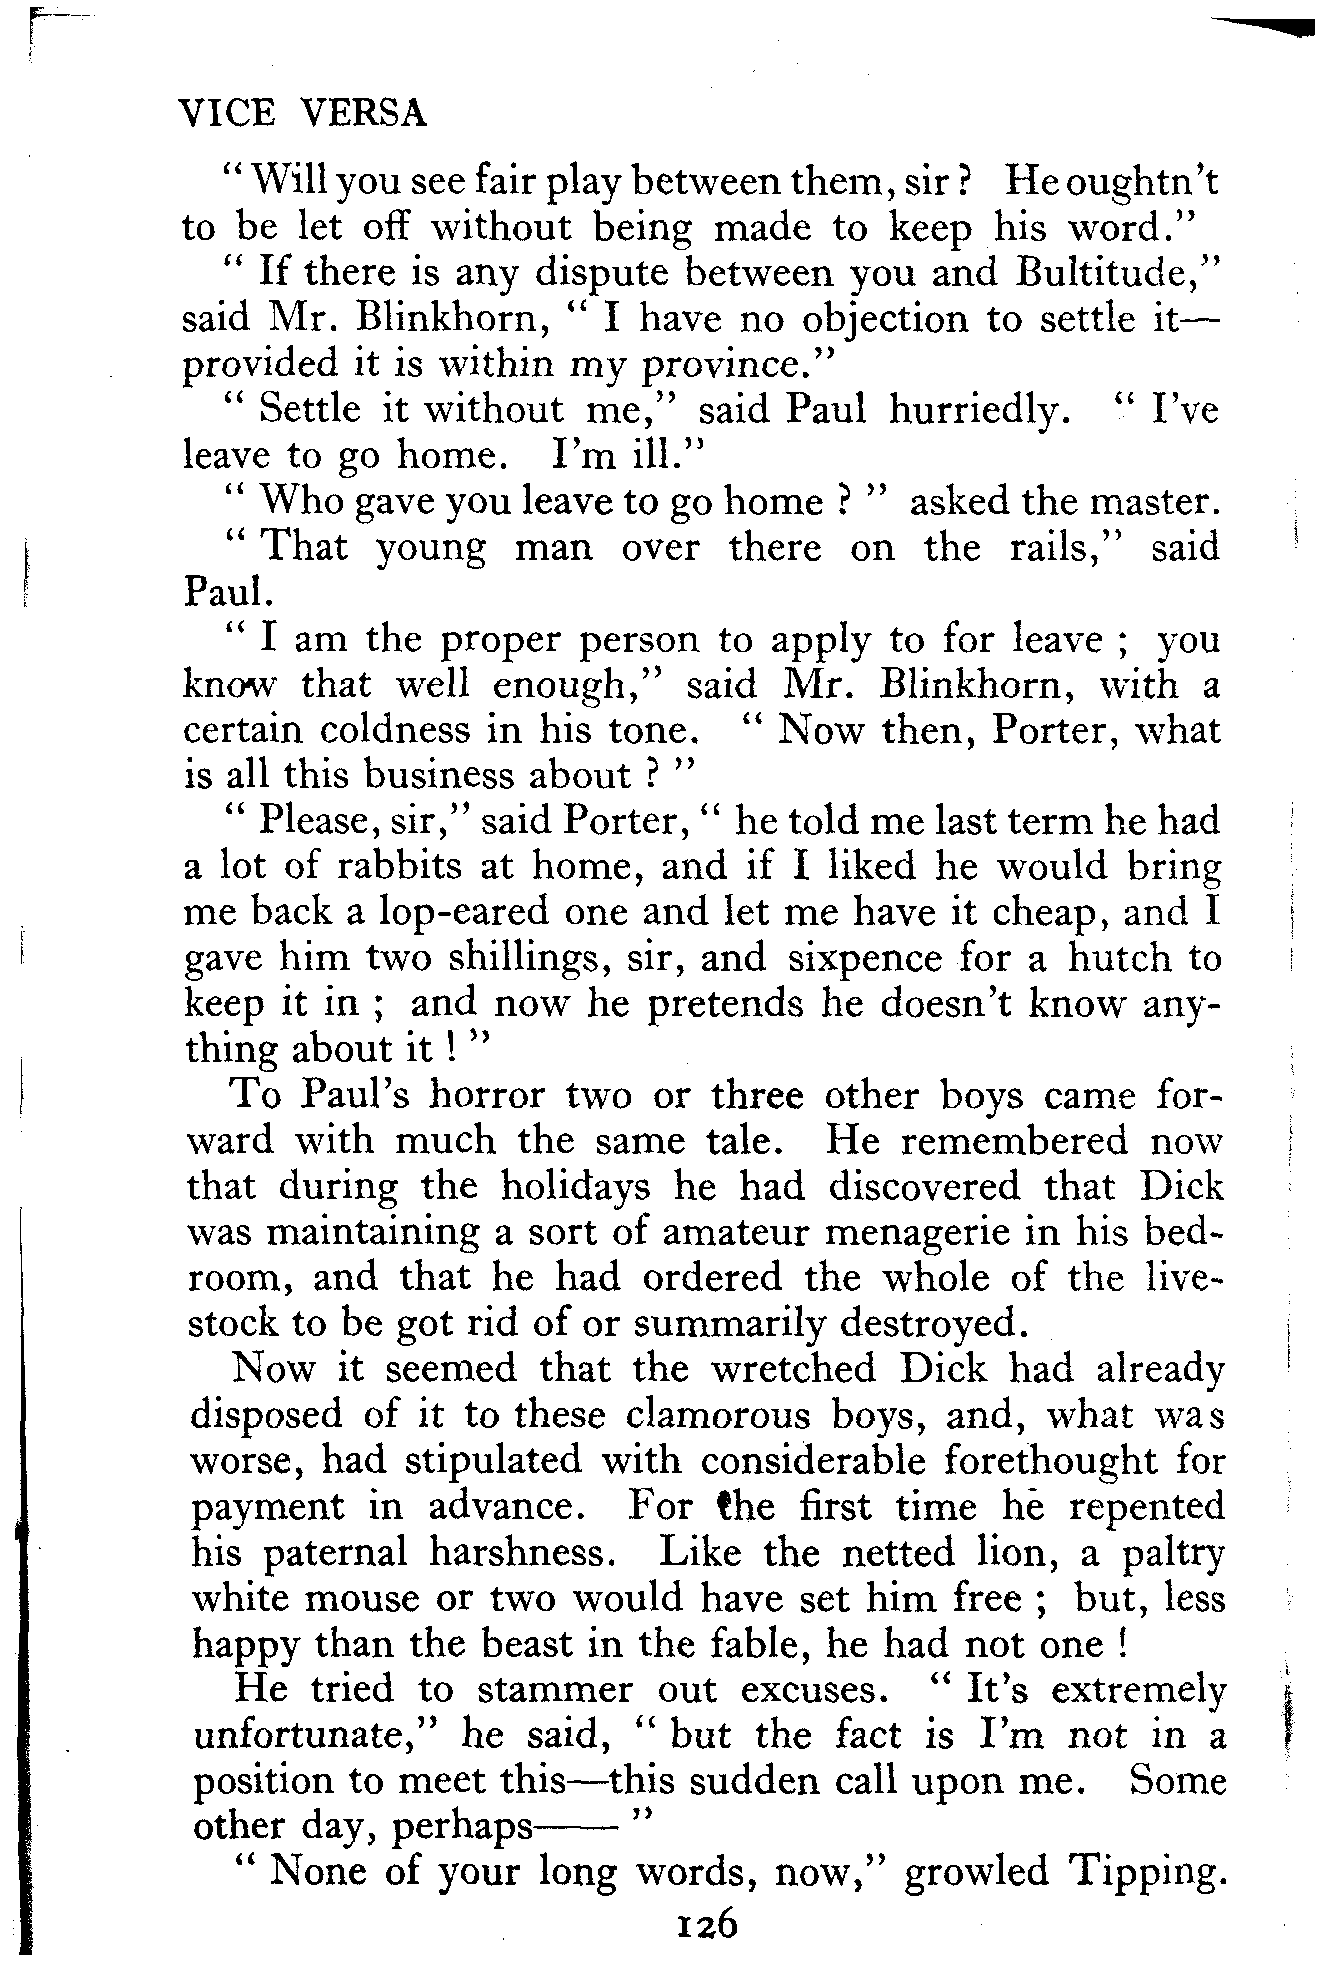 VICE VERSA
“ Will you see fair play between them, sir ? He oughtn't
to be let off without being made to keep his word.”
“ If there is any dispute between you and Bultitude,”
said Mr. Blinkhorn, “ I have no objection to settle it—
provided it is within my province.”
“ Settle it without me,” said Paul hurriedly. “ I've
leave to go home. I'm ill.”
“ Who gave you leave to go home ? ” asked the master.
“ That young man over there on the rails,” said
Paul.
“ I am the proper person to apply to for leave ; you
know that well enough,” said Mr. Blinkhorn, with a
certain coldness in his tone. “ Now then, Porter, what
is all this business about ? ”
“ Please, sir,” said Porter, “ he told me last term he had
a lot of rabbits at home, and if I liked he would bring
me back a lop-eared one and let me have it cheap, and I
gave him two shillings, sir, and sixpence for a hutch to
keep it in ; and now he pretends he doesn't know any-
thing about it ! ”
To Paul's horror two or three other boys came for-
ward with much the same tale. He remembered now
that during the holidays he had discovered that Dick
was maintaining a sort of amateur menagerie in his bed-
room, and that he had ordered the whole of the live-
stock to be got rid of or summarily destroyed.
Now it seemed that the wretched Dick had already
disposed of it to these clamorous boys, and, what was
worse, had stipulated with considerable forethought for
payment in advance. For the first time he repented
his paternal harshness. Like the netted lion, a paltry
white mouse or two would have set him free ; but, less
happy than the beast in the fable, he had not one !
He tried to stammer out excuses. “ It's extremely
unfortunate,” he said, “ but the fact is I'm not in a
position to meet this—this sudden call upon me. Some
other day, perhaps—— ”
“ None of your long words, now,” growled Tipping.
126